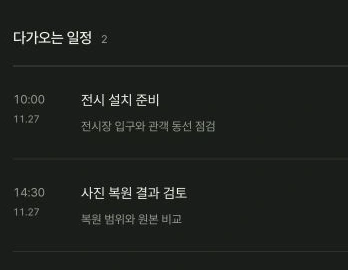 다가오는 일정 2
10:00 전시 설치 준비
11.27 전시장 입구와 관객 동선 점검
14:30 사진 복원 결과 검토
11.27 복원 범위와 원본 비교